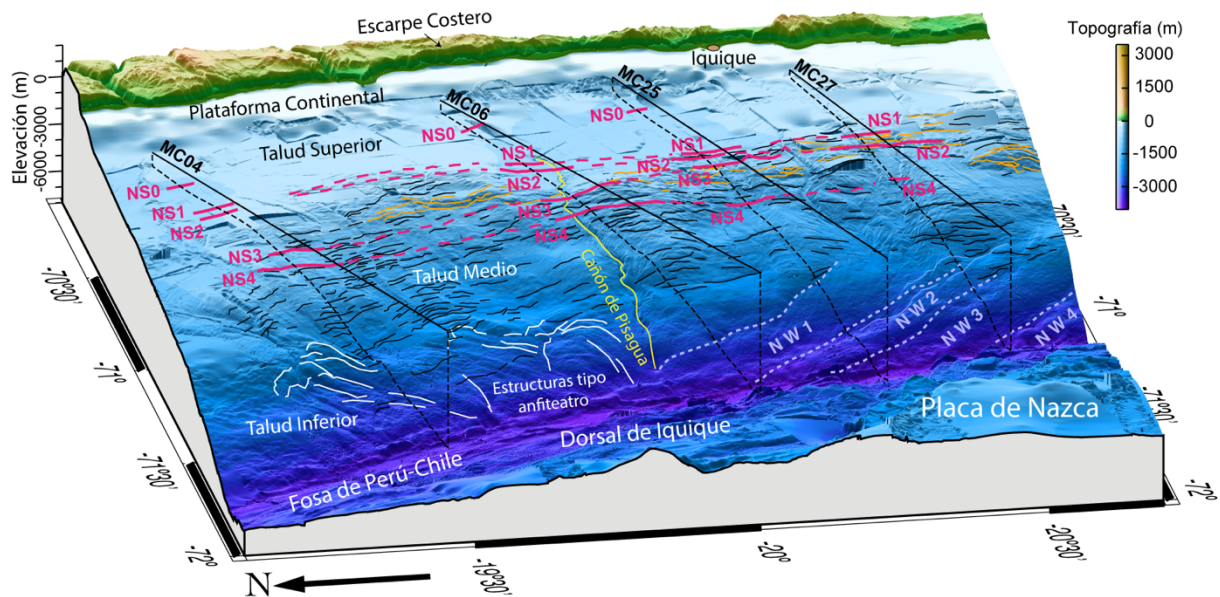 Escarpe Costero
Topografía (m)
3000
1500
0
-1500
-3000
Elevación (m)
0
-3000
-6000
Iquique
Plataforma Continental
Talud Superior
MC04
MC06
MC25
MC27
NS0
NS0
NS0
NS1
NS2
NS1
NS2
NS1
NS2
NS3
NS1
NS2
NS3
NS4
NS3
NS4
NS4
NS4
Talud Medio
Cañón de Pisagua
NW1
NW2
NW3
NW4
Estructuras tipo
anfiteatro
Talud Inferior
Placa de Nazca
Dorsal de Iquique
Fosa de Perú-Chile
-70°30'
-71°
-71°30'
-72°
-70°30'
-71°
-71°30'
-72°
-19°30'
-20°
-20°30'
N